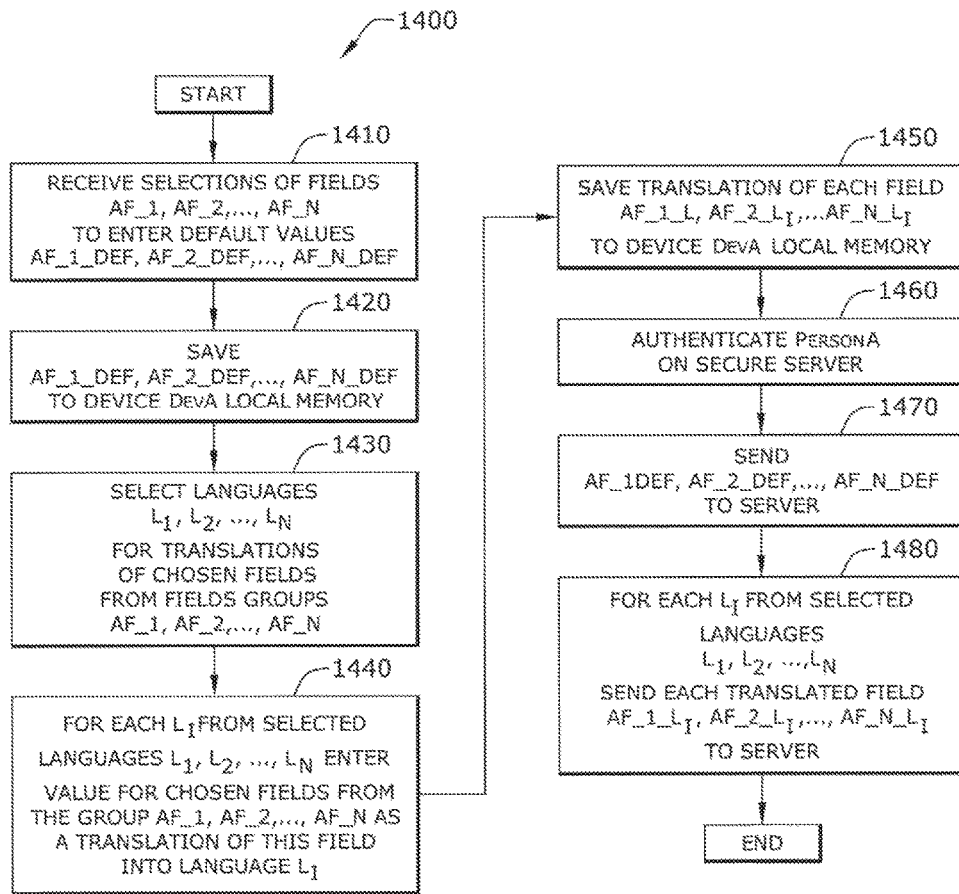 1400
START
1410
RECEIVE SELECTIONS OF FIELDS
AF_1, AF_2,..., AF_N
TO ENTER DEFAULT VALUES
AF_1_DEF, AF_2_DEF,..., AF_N_DEF
1420
SAVE
AF_1_DEF, AF_2_DEF,..., AF_N_DEF
TO DEVICE DEVA LOCAL MEMORY
1430
SELECT LANGUAGES
L1, L2, ..., LN
FOR TRANSLATIONS
OF CHOSEN FIELDS
FROM FIELDS GROUPS
AF_1, AF_2,..., AF_N
1440
FOR EACH LI FROM SELECTED
LANGUAGES L1, L2, ..., LN ENTER
VALUE FOR CHOSEN FIELDS FROM
THE GROUP AF_1, AF_2,..., AF_N AS
A TRANSLATION OF THIS FIELD
INTO LANGUAGE LI
1450
SAVE TRANSLATION OF EACH FIELD
AF_1_L, AF_2_LI,...AF_N_LI
TO DEVICE DEVA LOCAL MEMORY
1460
AUTHENTICATE PERSONA
ON SECURE SERVER
1470
SEND
AF_1DEF, AF_2_DEF,..., AF_N_DEF
TO SERVER
1480
FOR EACH LI FROM SELECTED
LANGUAGES
L1, L2, ...,LN
SEND EACH TRANSLATED FIELD
AF_1_LI, AF_2_LI,..., AF_N_LI
TO SERVER
END